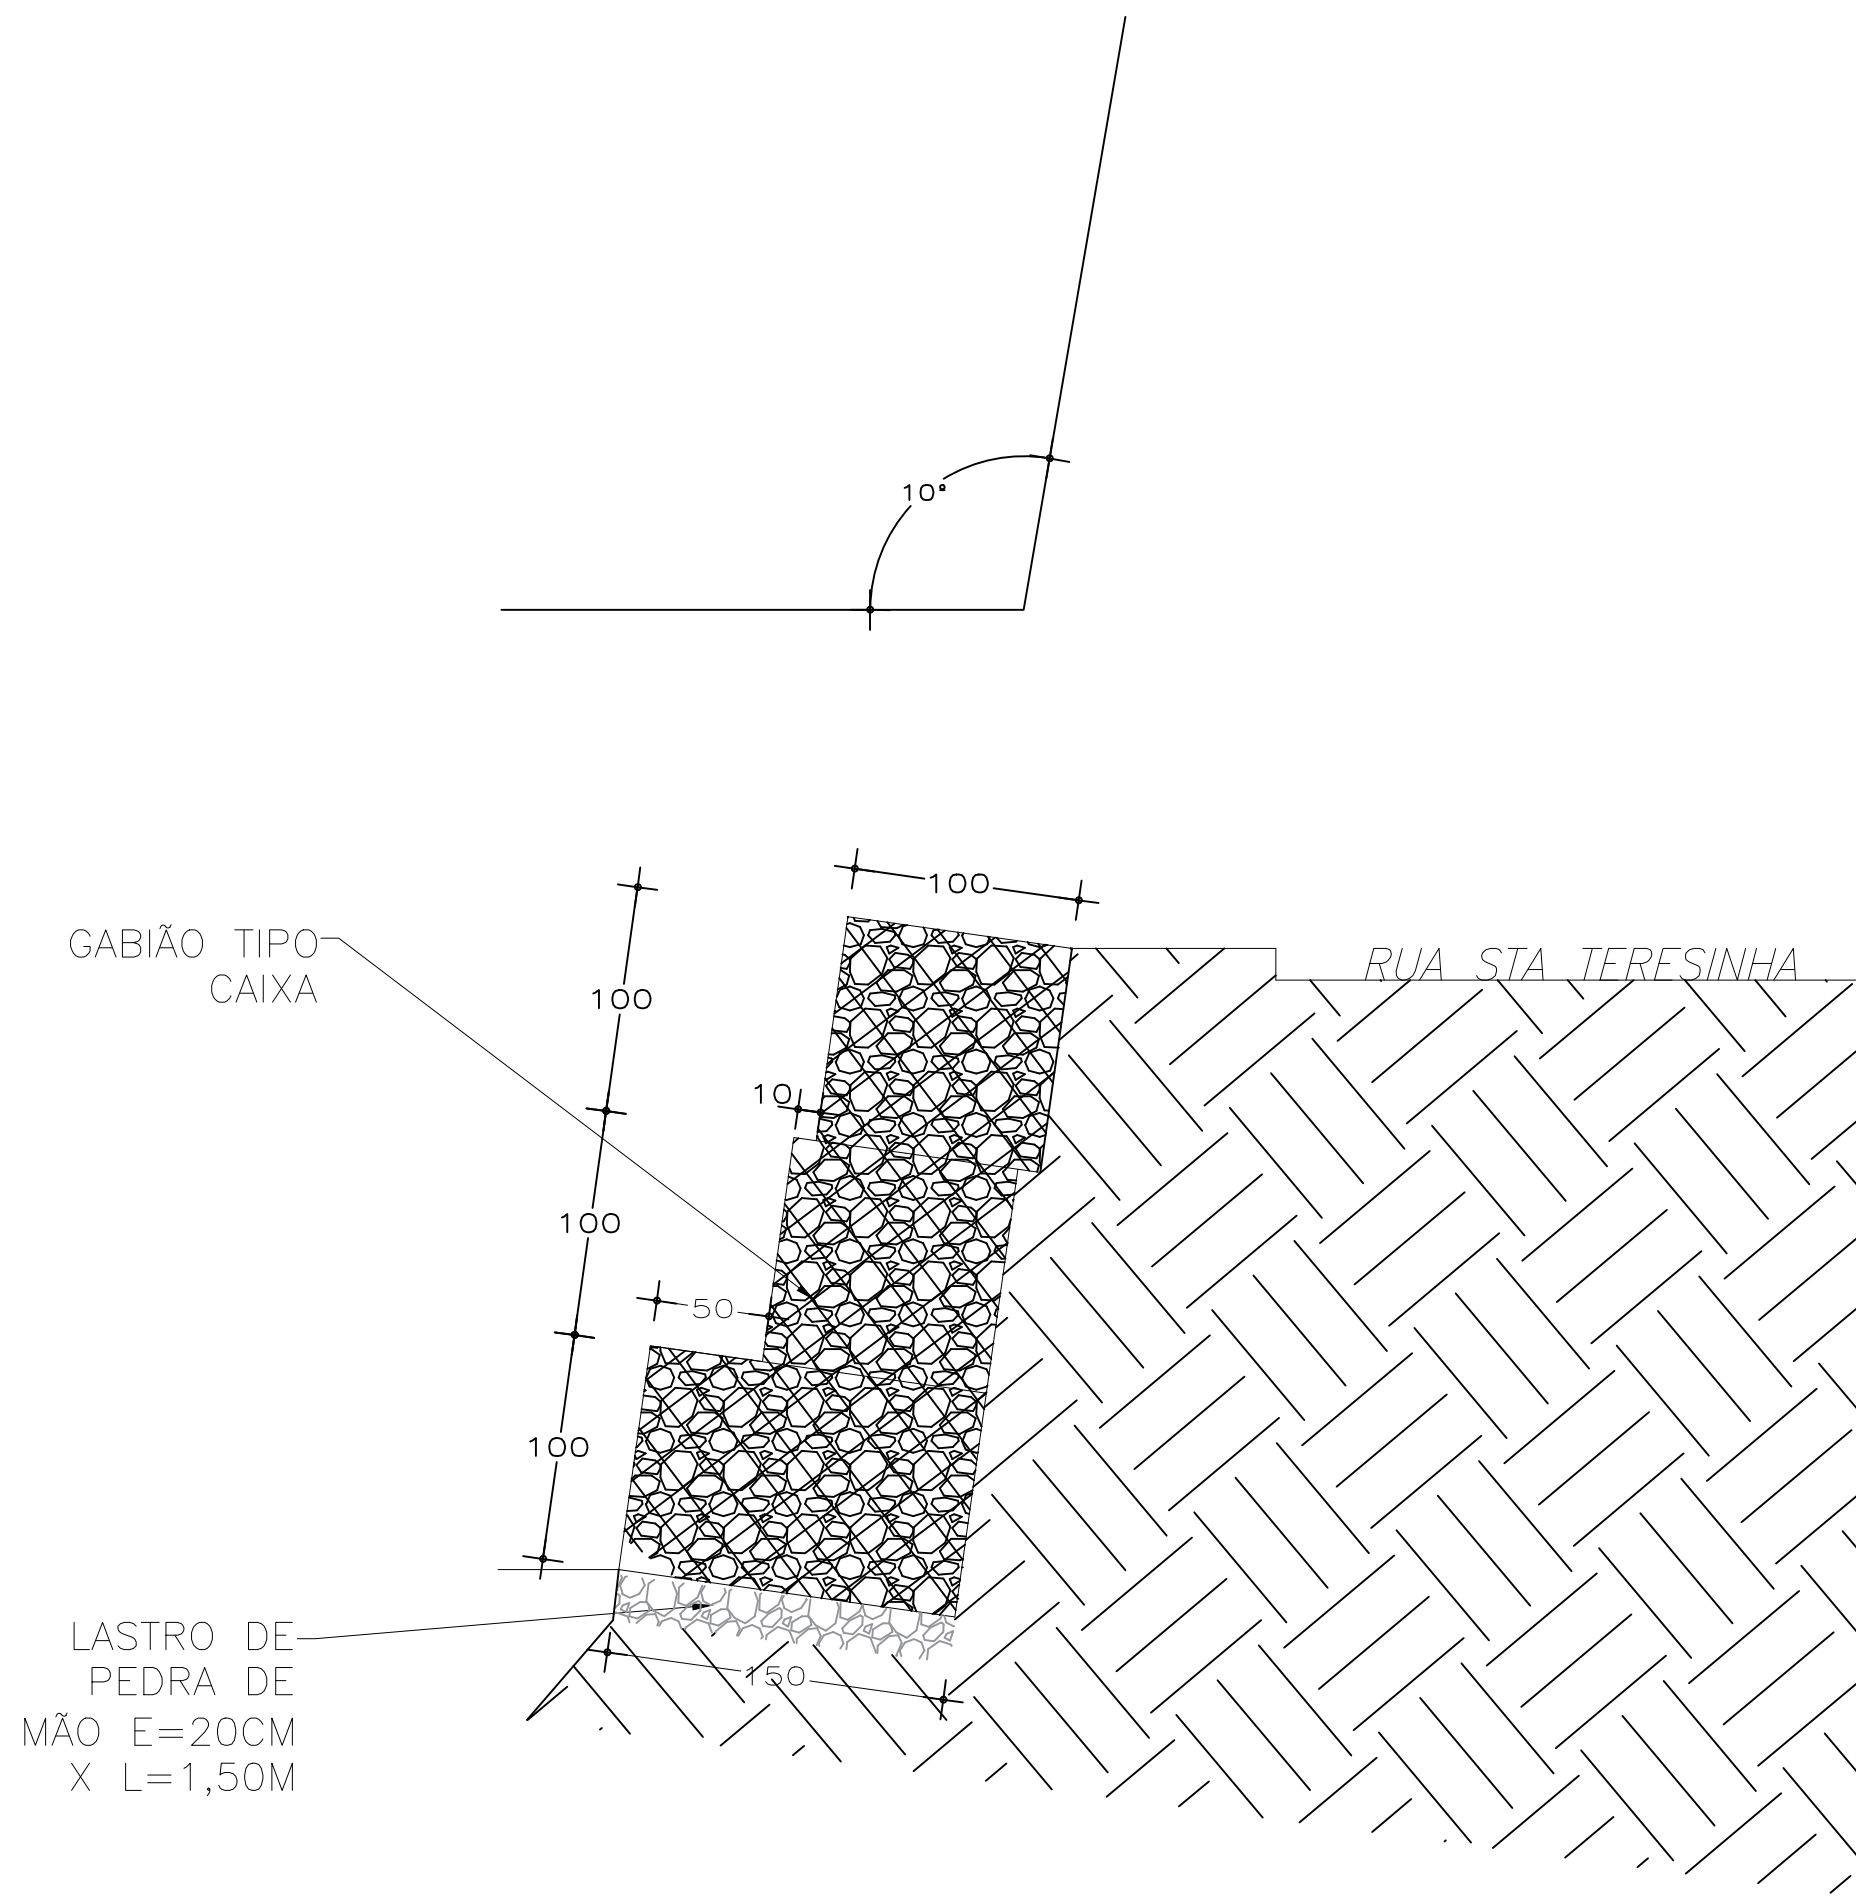 10°
100
GABIÃO TIPO
CAIXA
RUA STA TERESINHA
100
10
100
50
100
LASTRO DE
PEDRA DE
MÃO E=20CM
X L=1,50M
150